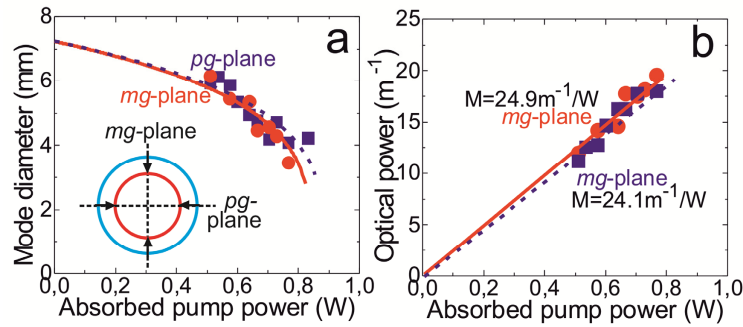 a
8
6
4
2
0
Mode diameter (mm)
pg-plane
mg-plane
mg-plane
pg-
plane
0,0 0,2 0,4 0,6 0,8 1,0
Absorbed pump power (W)
b
25
20
15
10
5
0
Optical power (m⁻¹)
M=24.9m⁻¹/W
mg-plane
mg-plane
M=24.1m⁻¹/W
0,0 0,2 0,4 0,6 0,8 1,0
Absorbed pump power (W)